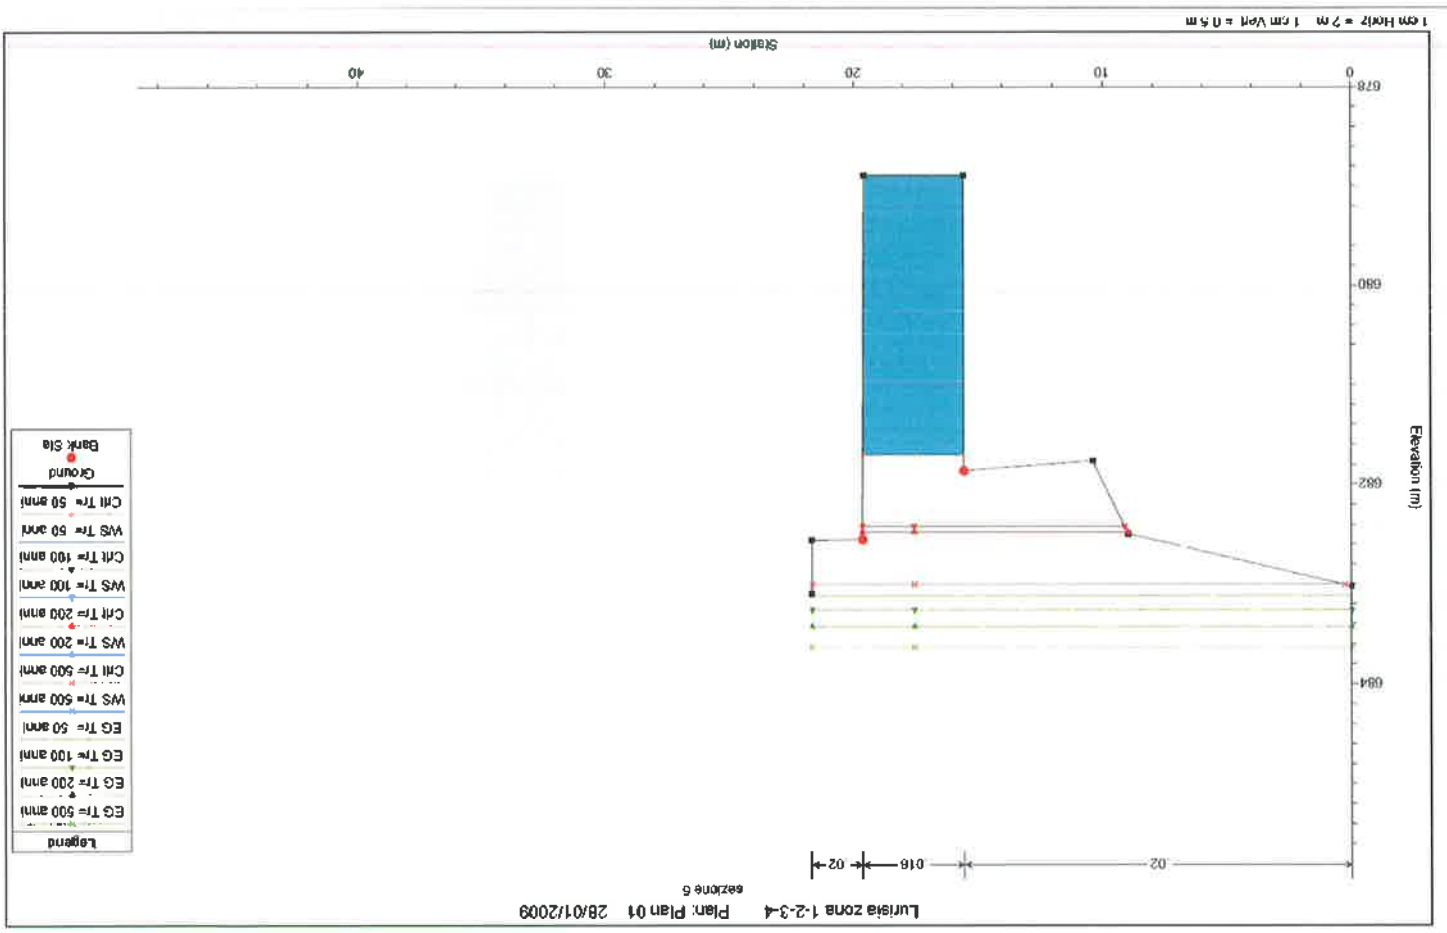 Lurisia zona 1-2-3-4 Plan: Plan 01 28/01/2009
sezione 6
.02
.016
.02
Legend
EG Tr= 500 anni
EG Tr= 200 anni
EG Tr= 100 anni
EG Tr= 50 anni
WS Tr= 500 anni
Crit Tr= 500 anni
WS Tr= 200 anni
Crit Tr= 200 anni
WS Tr= 100 anni
Crit Tr= 100 anni
WS Tr= 50 anni
Crit Tr= 50 anni
Ground
Bank Sta
Elevation (m)
684
682
680
678
0
10
20
30
40
Station (m)
1 cm Horiz. = 2 m 1 cm Vert. = 0.5 m